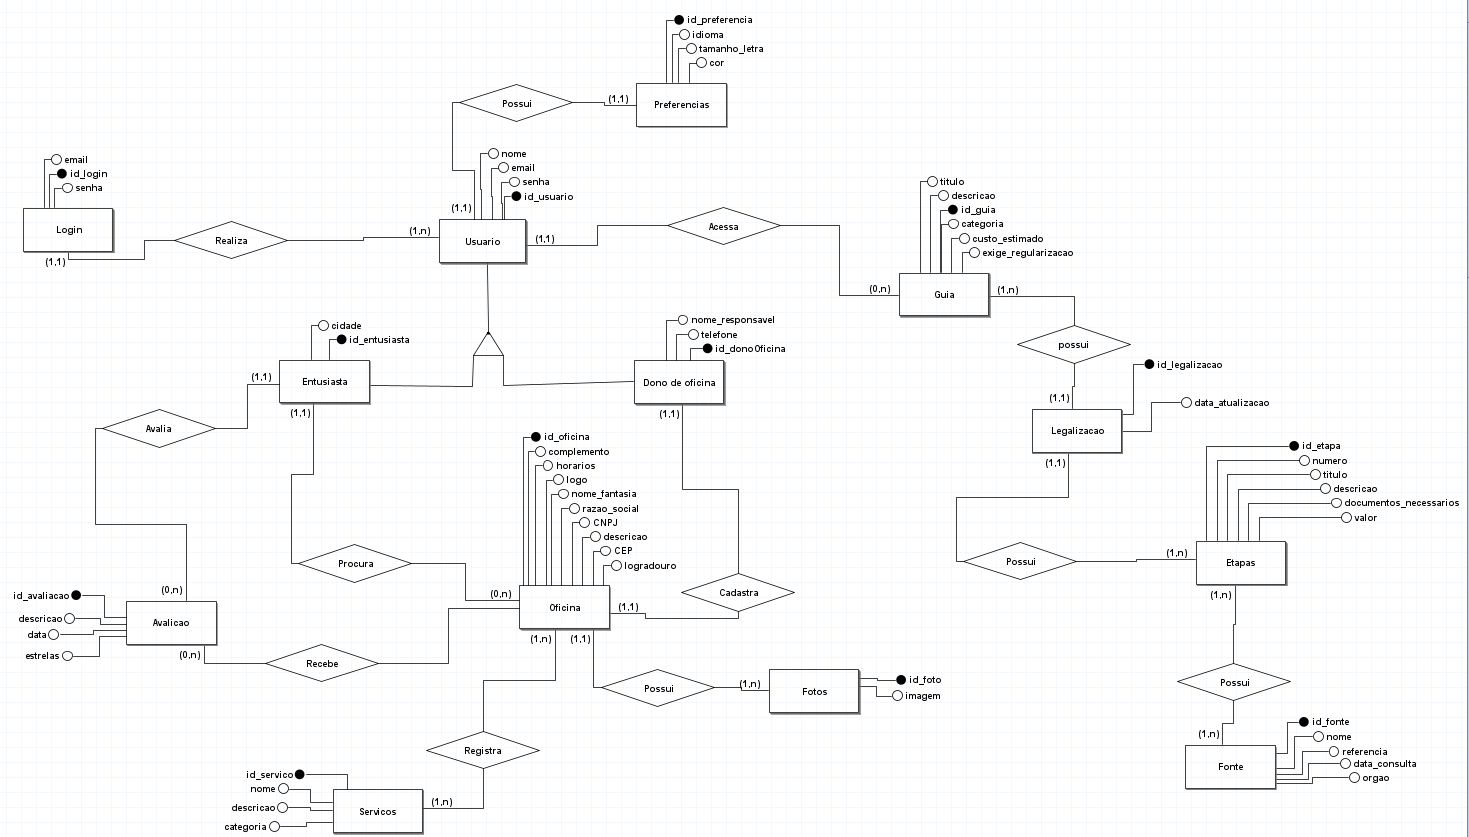 id_preferencia
idioma
tamanho_letra
cor
Possui
(1,1)
Preferencias
email
id_login
senha
nome
email
senha
id_usuario
(1,1)
titulo
descricao
id_guia
categoria
custo_estimado
exige_regularizacao
Login
Realiza
(1,n)
Usuario
(1,1)
Acessa
(1,1)
(0,n)
Guia
(1,n)
cidade
id_entusiasta
nome_responsavel
telefone
id_donoOficina
possui
id_legalizacao
(1,1)
Entusiasta
Dono de oficina
(1,1)
data_atualizacao
(1,1)
(1,1)
Legalizacao
Avalia
(1,1)
id_oficina
complemento
horarios
logo
nome_fantasia
razao_social
CNPJ
descricao
CEP
logradouro
id_etapa
numero
titulo
descricao
documentos_necessarios
valor
Procura
Possui
(1,n)
Etapas
(0,n)
(0,n)
Oficina
(1,1)
Cadastra
(1,n)
id_avaliacao
descricao
data
estrelas
Avalicao
(0,n)
Recebe
(1,n)
(1,1)
Possui
(1,n)
Fotos
id_foto
imagem
Possui
id_fonte
nome
referencia
data_consulta
orgao
(1,n)
Fonte
Registra
id_servico
nome
descricao
categoria
Servicos
(1,n)